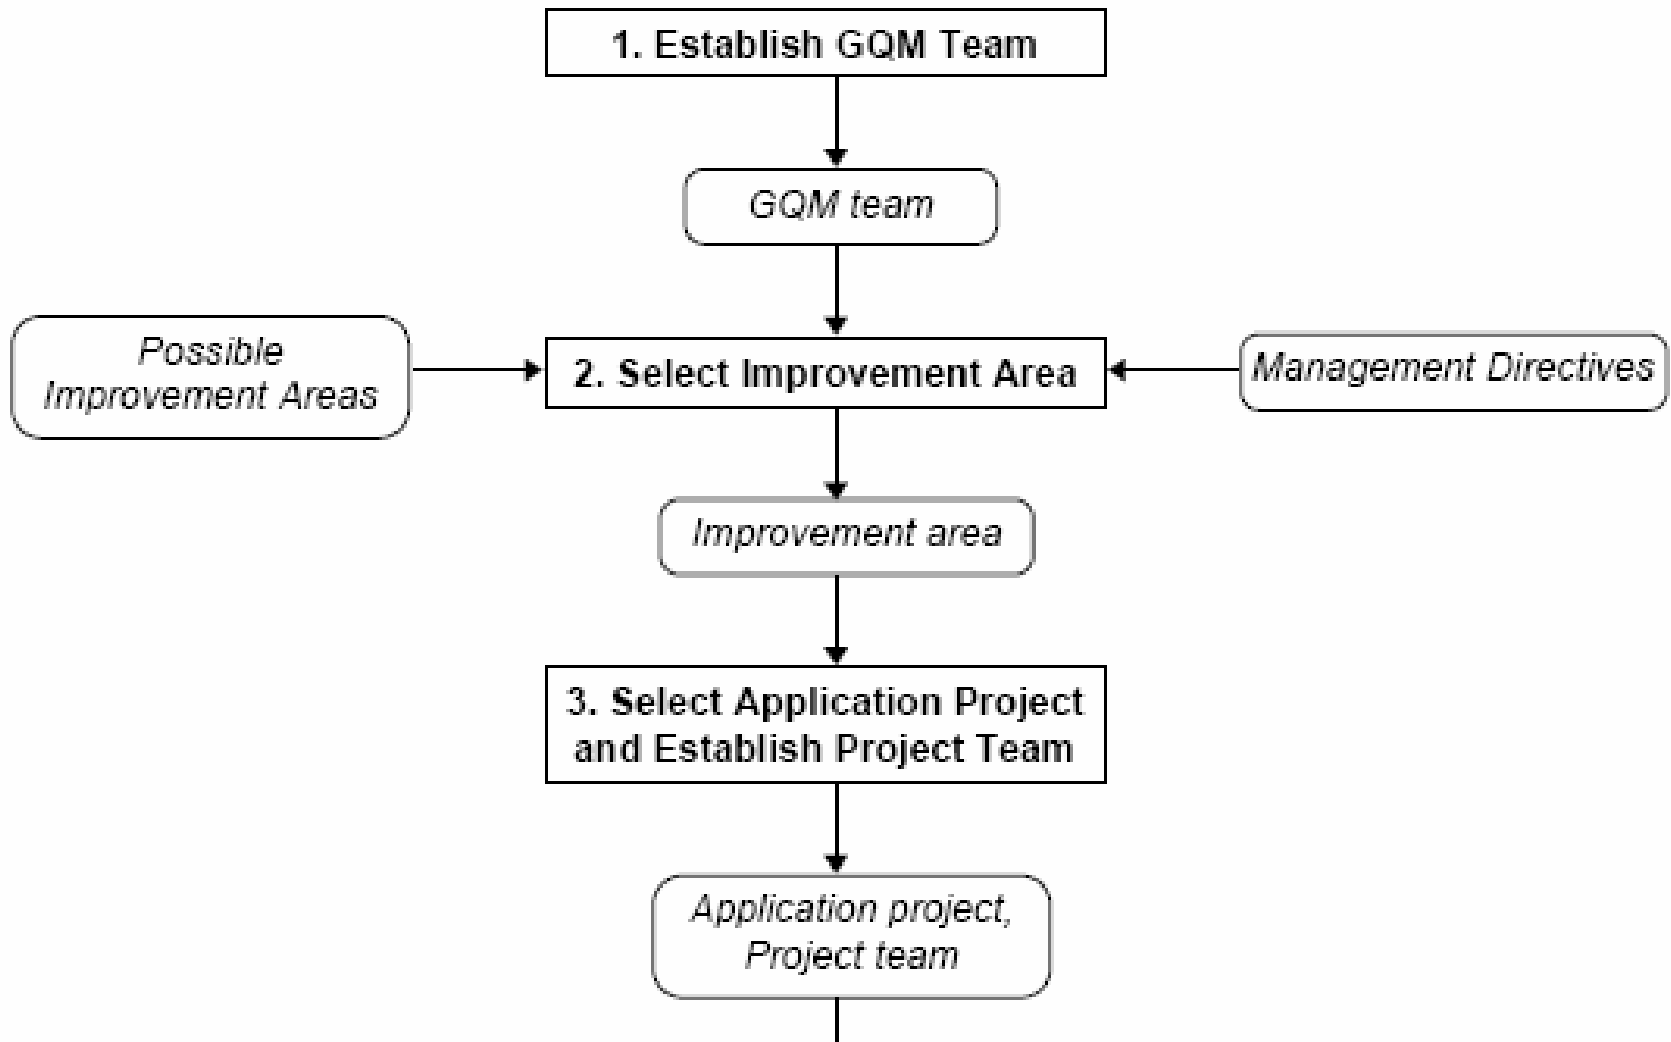 1. Establish GQM Team
GQM team
Possible
Improvement Areas
2. Select Improvement Area
Management Directives
Improvement area
3. Select Application Project
and Establish Project Team
Application project,
Project team